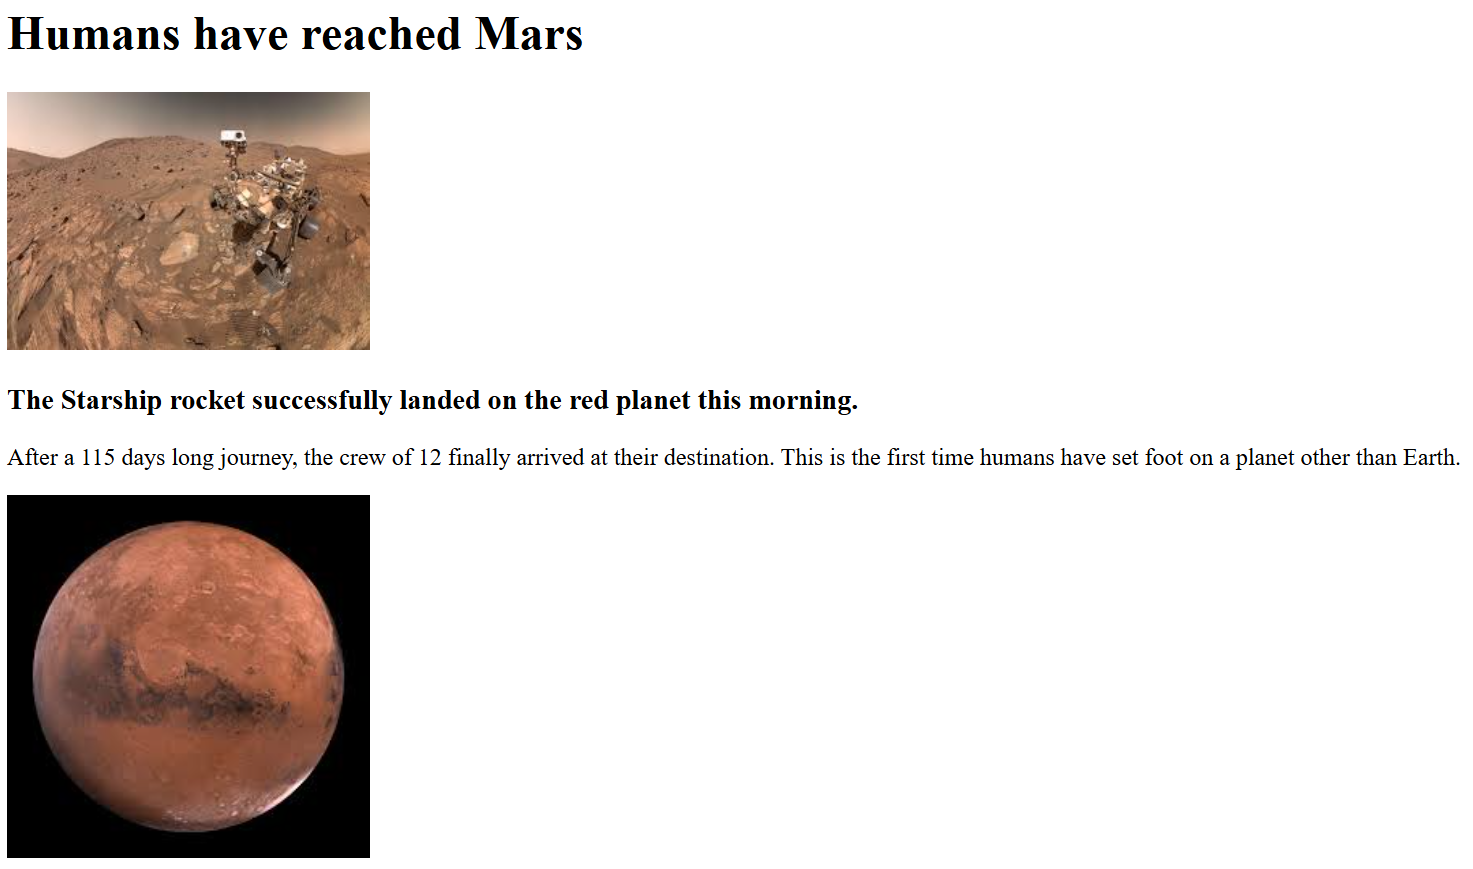 Humans have reached Mars
The Starship rocket successfully landed on the red planet this morning.
After a 115 days long journey, the crew of 12 finally arrived at their destination. This is the first time humans have set foot on a planet other than Earth.